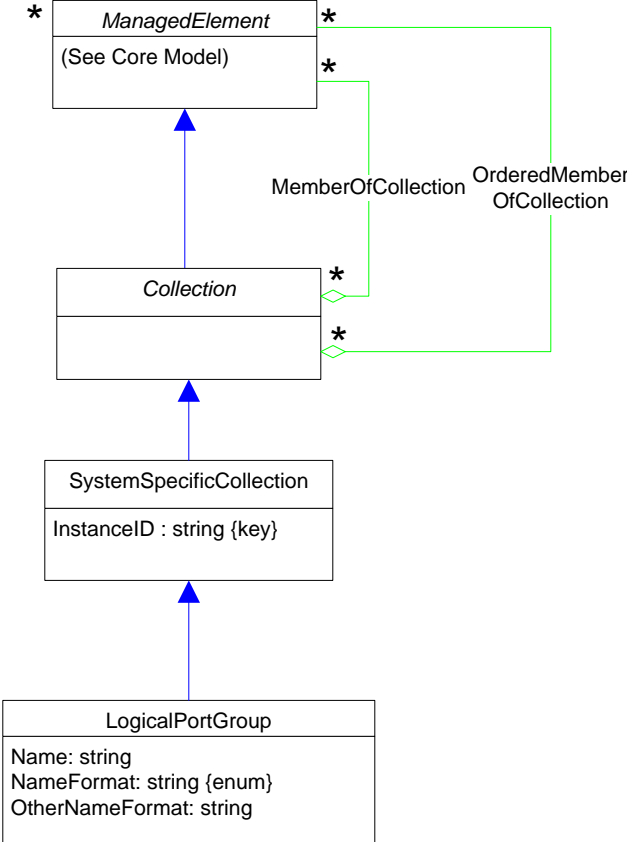 * ManagedElement *
(See Core Model)
*
MemberOfCollection
OrderedMember
OfCollection
*
Collection
*
SystemSpecificCollection
InstanceID : string {key}
LogicalPortGroup
Name: string
NameFormat: string {enum}
OtherNameFormat: string